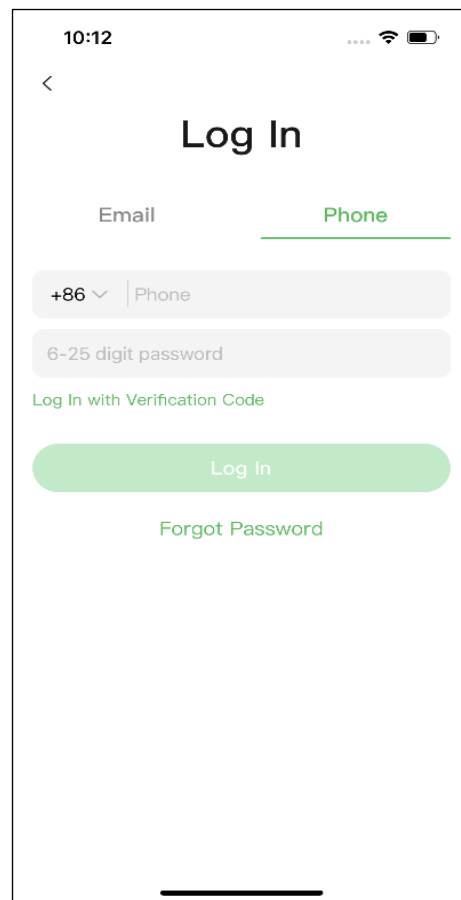 10:12
Log In
Email Phone
+86 Phone
6-25 digit password
Log In with Verification Code
Log In
Forgot Password